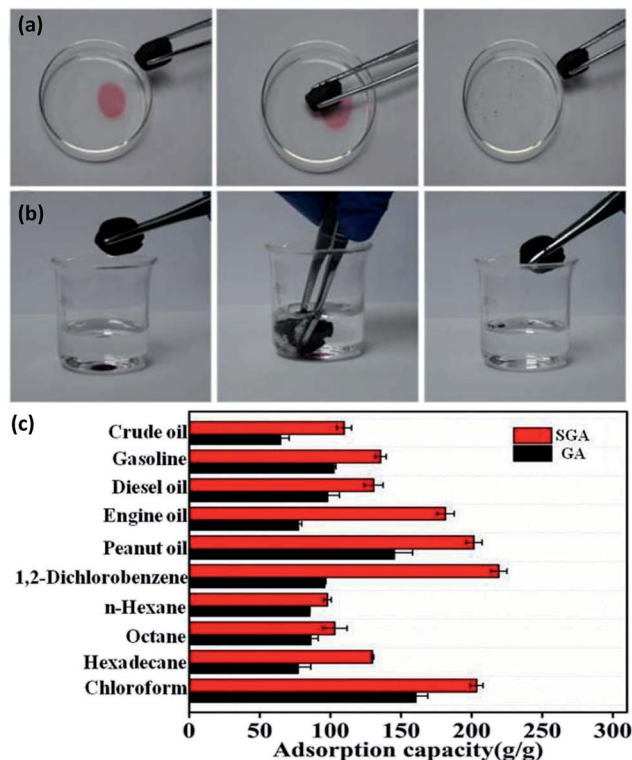 (a)
(b)
(c)
SGA
GA
Crude oil
Gasoline
Diesel oil
Engine oil
Peanut oil
1,2-Dichlorobenzene
n-Hexane
Octane
Hexadecane
Chloroform
0 50 100 150 200 250 300
Adsorption capacity(g/g)